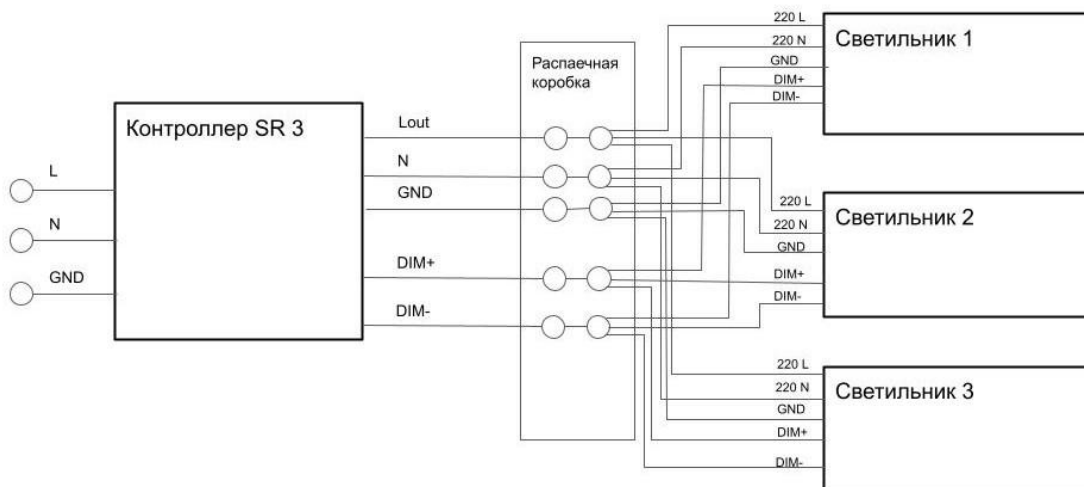 Контроллер SR 3
L
N
GND
Lout
N
GND
DIM+
DIM-
Распаечная
коробка
220 L
220 N
GND
DIM+
DIM-
Светильник 1
220 L
220 N
GND
DIM+
DIM-
Светильник 2
220 L
220 N
GND
DIM+
DIM-
Светильник 3